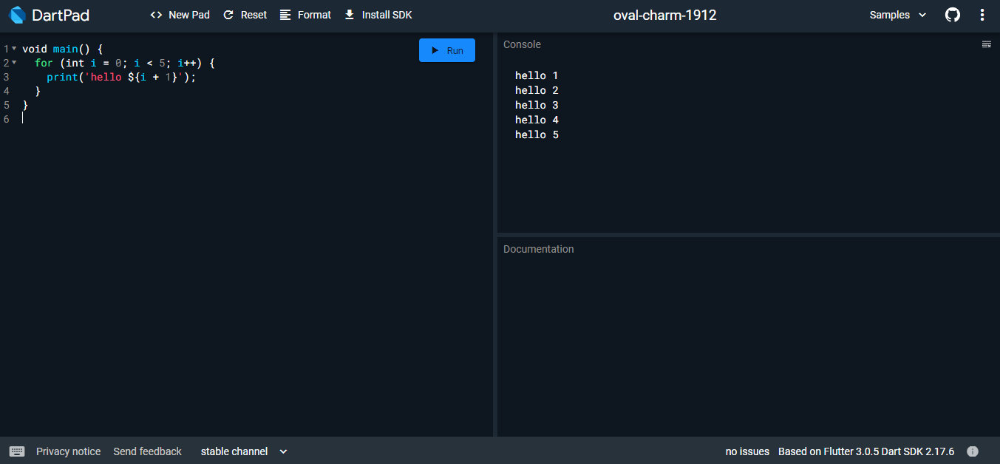 DartPad
New Pad
Reset
Format
Install SDK
oval-charm-1912
Samples
1 void main() {
2   for (int i = 0; i < 5; i++) {
3     print('hello ${i + 1}');
4   }
5 }
6
Run
Console
hello 1
hello 2
hello 3
hello 4
hello 5
Documentation
Privacy notice
Send feedback
stable channel
no issues
Based on Flutter 3.0.5 Dart SDK 2.17.6